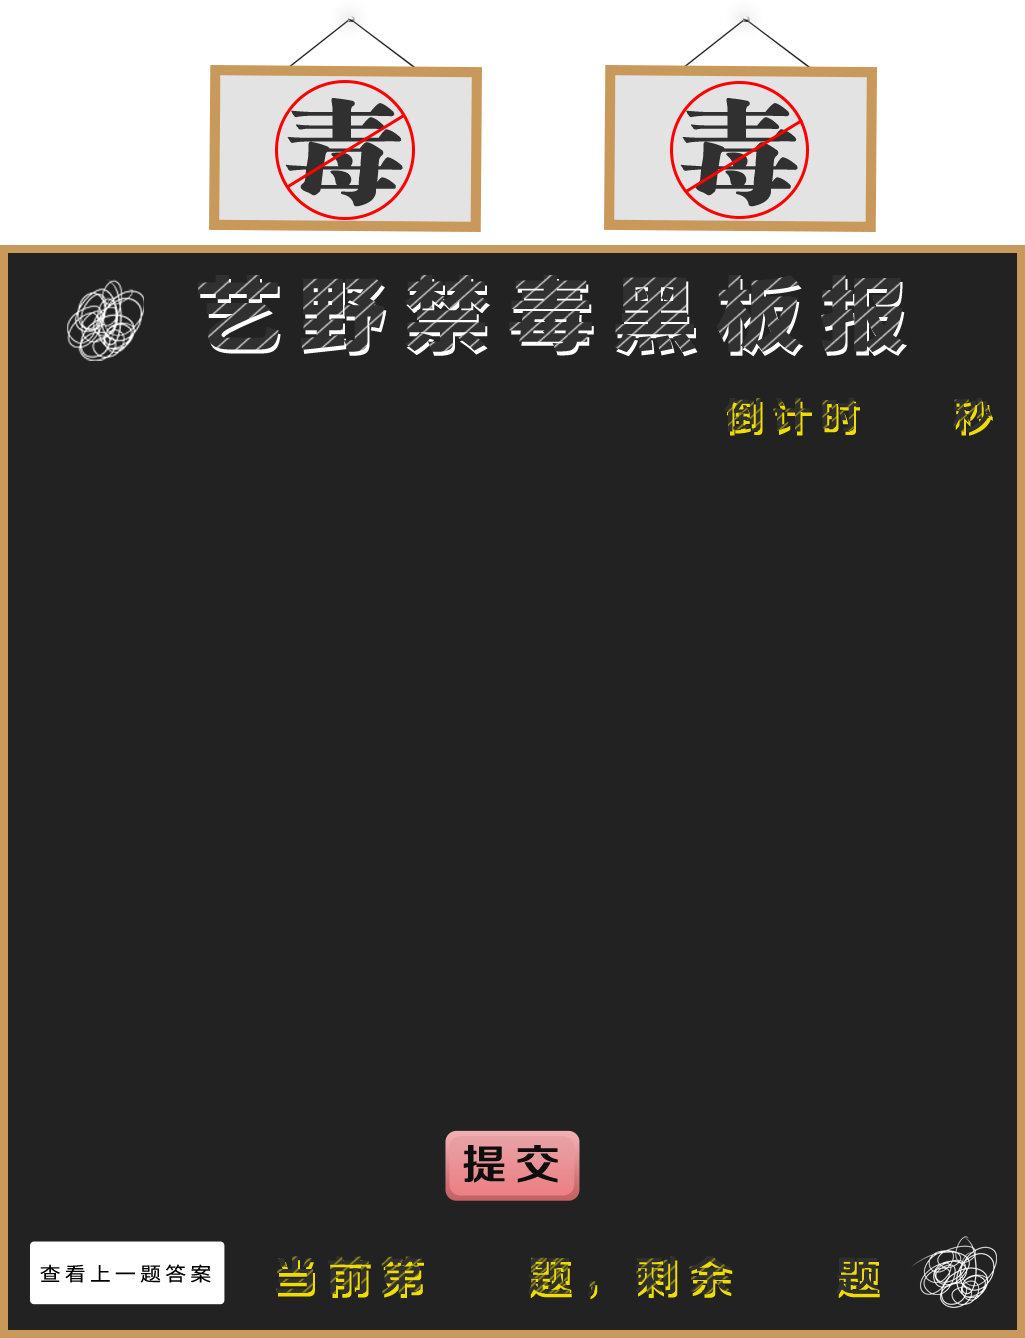 毒 毒
艺野禁毒黑板报
倒计时 秒
提交
查看上一题答案
当前第 题，剩余 题